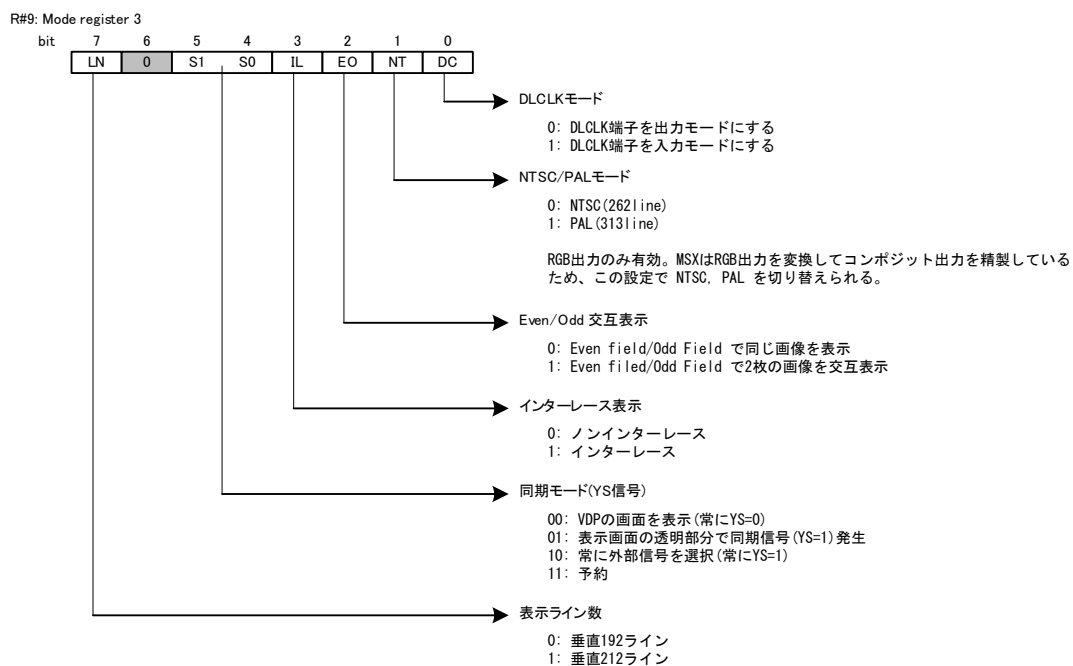 R#9: Mode register 3
bit 7 6 5 4 3 2 1 0
LN 0 S1 S0 IL EO NT DC
DLCLKモード
0: DLCLK端子を出力モードにする
1: DLCLK端子を入力モードにする
NTSC/PALモード
0: NTSC(262line)
1: PAL(313line)
RGB出力のみ有効。MSXはRGB出力を変換してコンポジット出力を精製している
ため、この設定で NTSC, PAL を切り替えられる。
Even/Odd 交互表示
0: Even field/Odd Field で同じ画像を表示
1: Even filed/Odd Field で2枚の画像を交互表示
インターレース表示
0: ノンインターレース
1: インターレース
同期モード(YS信号)
00: VDPの画面を表示(常にYS=0)
01: 表示画面の透明部分で同期信号(YS=1)発生
10: 常に外部信号を選択(常にYS=1)
11: 予約
表示ライン数
0: 垂直192ライン
1: 垂直212ライン